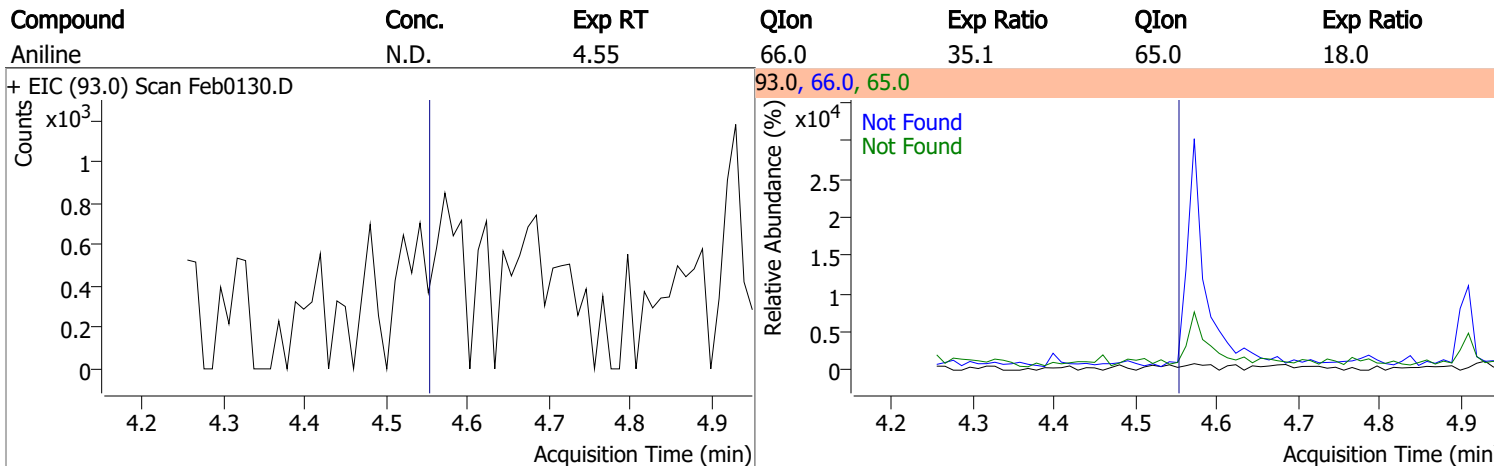 Compound Conc. Exp RT QIon Exp Ratio QIon Exp Ratio
Aniline N.D. 4.55 66.0 35.1 65.0 18.0
+ EIC (93.0) Scan Feb0130.D
Counts
x10³
1
0.8
0.6
0.4
0.2
0
4.2 4.3 4.4 4.5 4.6 4.7 4.8 4.9
Acquisition Time (min)
93.0, 66.0, 65.0
Relative Abundance (%)
x10⁴
Not Found
Not Found
2.5
2
1.5
1
0.5
0
4.2 4.3 4.4 4.5 4.6 4.7 4.8 4.9
Acquisition Time (min